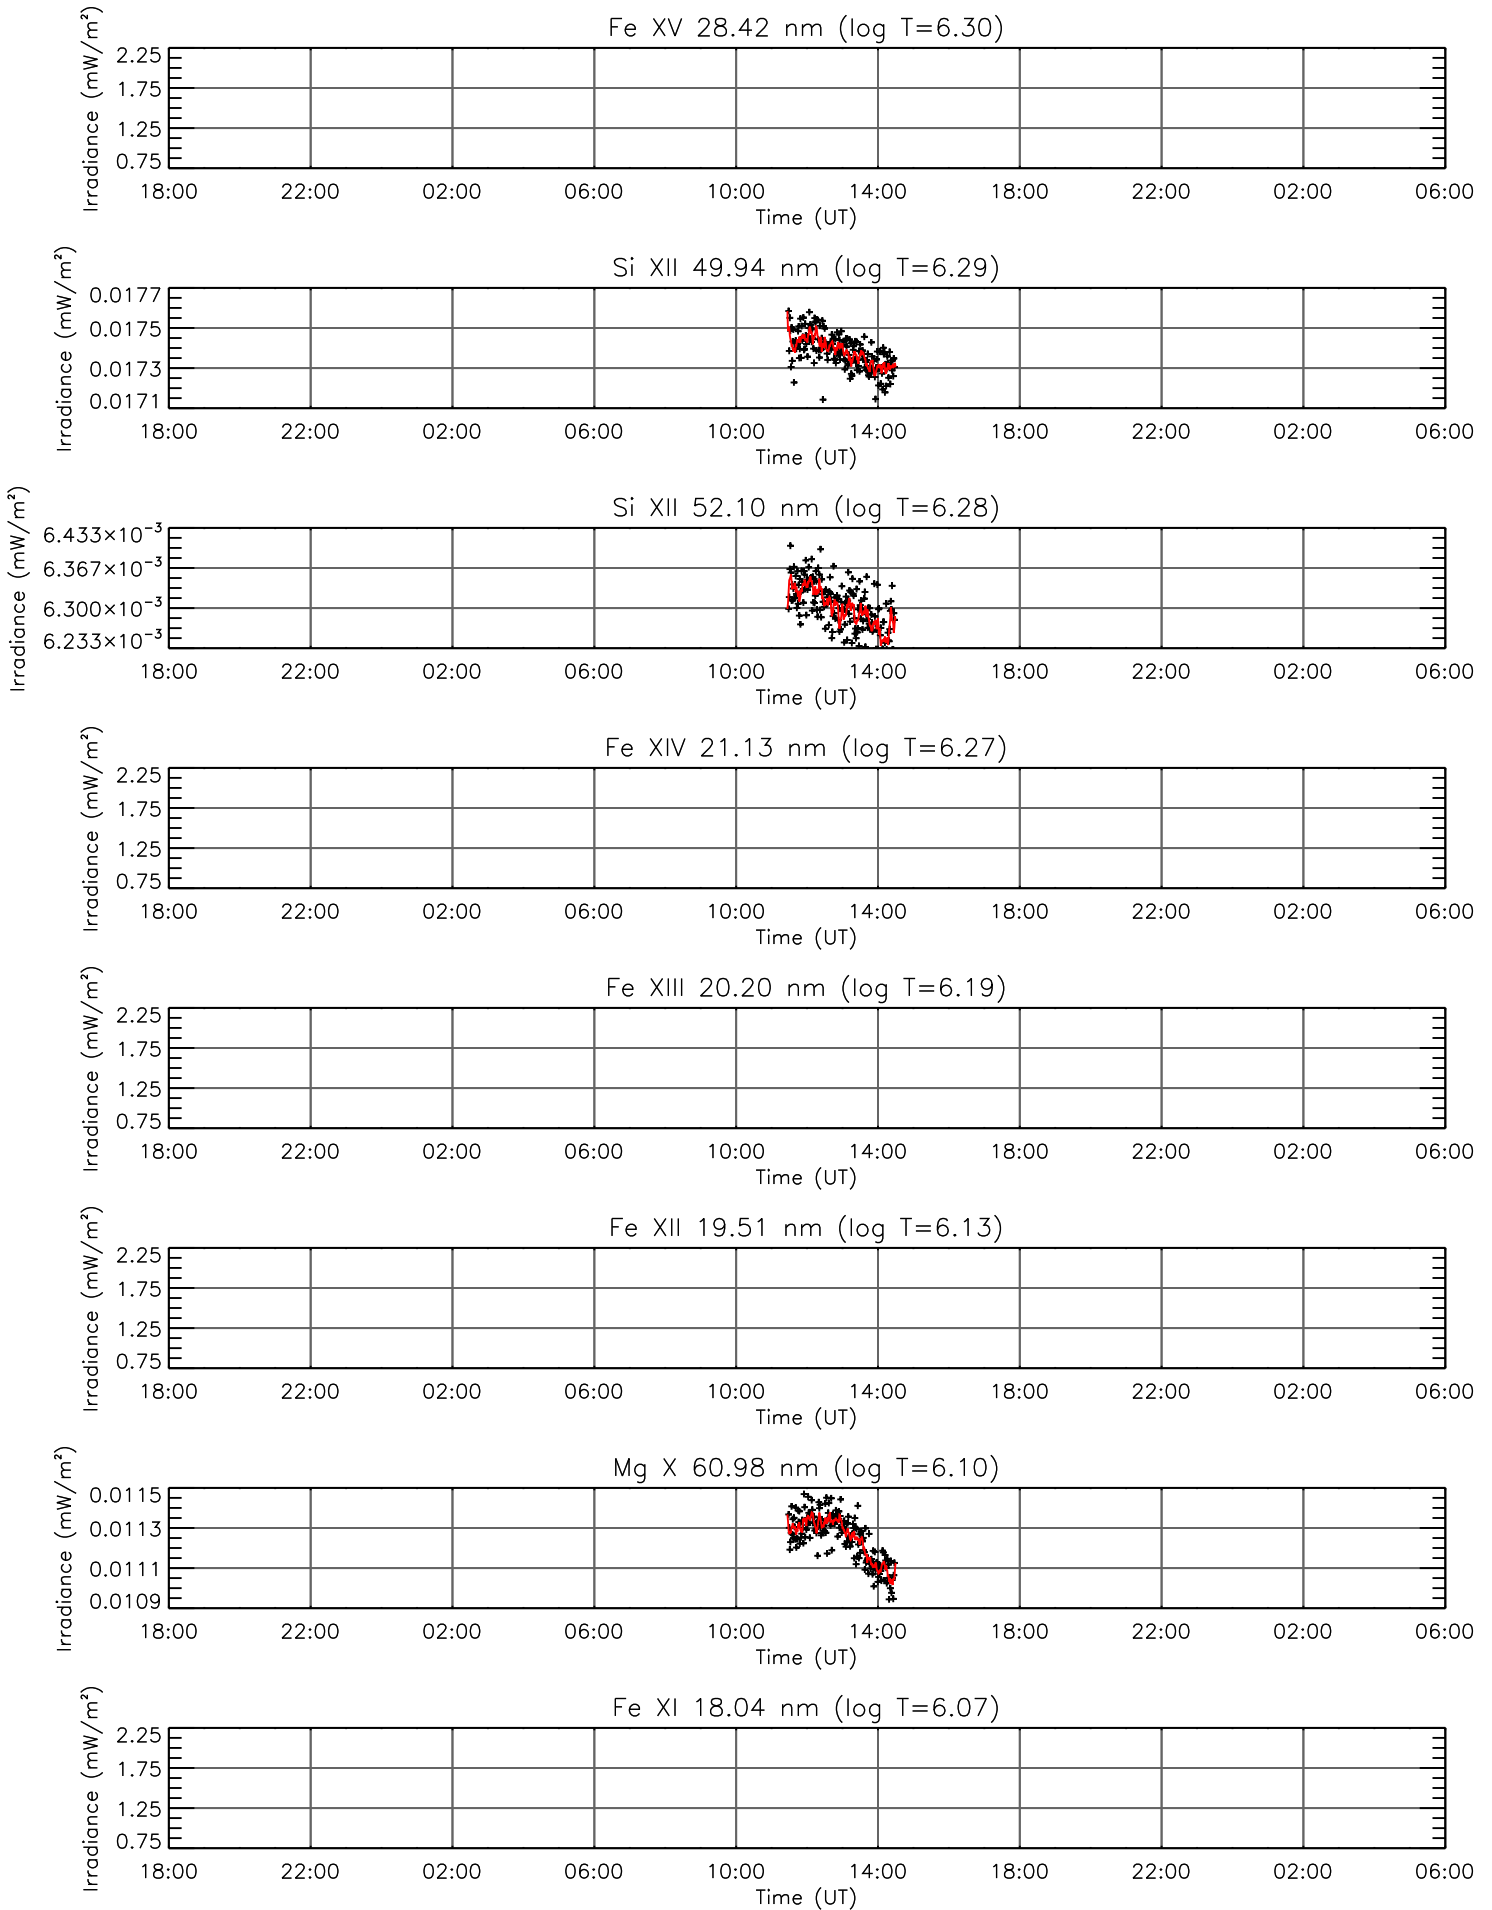 Fe XV 28.42 nm (log T=6.30)
Irradiance (mW/m²)
2.25
1.75
1.25
0.75
18:00 22:00 02:00 06:00 10:00 14:00 18:00 22:00 02:00 06:00
Time (UT)
Si XII 49.94 nm (log T=6.29)
Irradiance (mW/m²)
0.0177
0.0175
0.0173
0.0171
18:00 22:00 02:00 06:00 10:00 14:00 18:00 22:00 02:00 06:00
Time (UT)
Si XII 52.10 nm (log T=6.28)
Irradiance (mW/m²)
6.433×10⁻³
6.367×10⁻³
6.300×10⁻³
6.233×10⁻³
18:00 22:00 02:00 06:00 10:00 14:00 18:00 22:00 02:00 06:00
Time (UT)
Fe XIV 21.13 nm (log T=6.27)
Irradiance (mW/m²)
2.25
1.75
1.25
0.75
18:00 22:00 02:00 06:00 10:00 14:00 18:00 22:00 02:00 06:00
Time (UT)
Fe XIII 20.20 nm (log T=6.19)
Irradiance (mW/m²)
2.25
1.75
1.25
0.75
18:00 22:00 02:00 06:00 10:00 14:00 18:00 22:00 02:00 06:00
Time (UT)
Fe XII 19.51 nm (log T=6.13)
Irradiance (mW/m²)
2.25
1.75
1.25
0.75
18:00 22:00 02:00 06:00 10:00 14:00 18:00 22:00 02:00 06:00
Time (UT)
Mg X 60.98 nm (log T=6.10)
Irradiance (mW/m²)
0.0115
0.0113
0.0111
0.0109
18:00 22:00 02:00 06:00 10:00 14:00 18:00 22:00 02:00 06:00
Time (UT)
Fe XI 18.04 nm (log T=6.07)
Irradiance (mW/m²)
2.25
1.75
1.25
0.75
18:00 22:00 02:00 06:00 10:00 14:00 18:00 22:00 02:00 06:00
Time (UT)